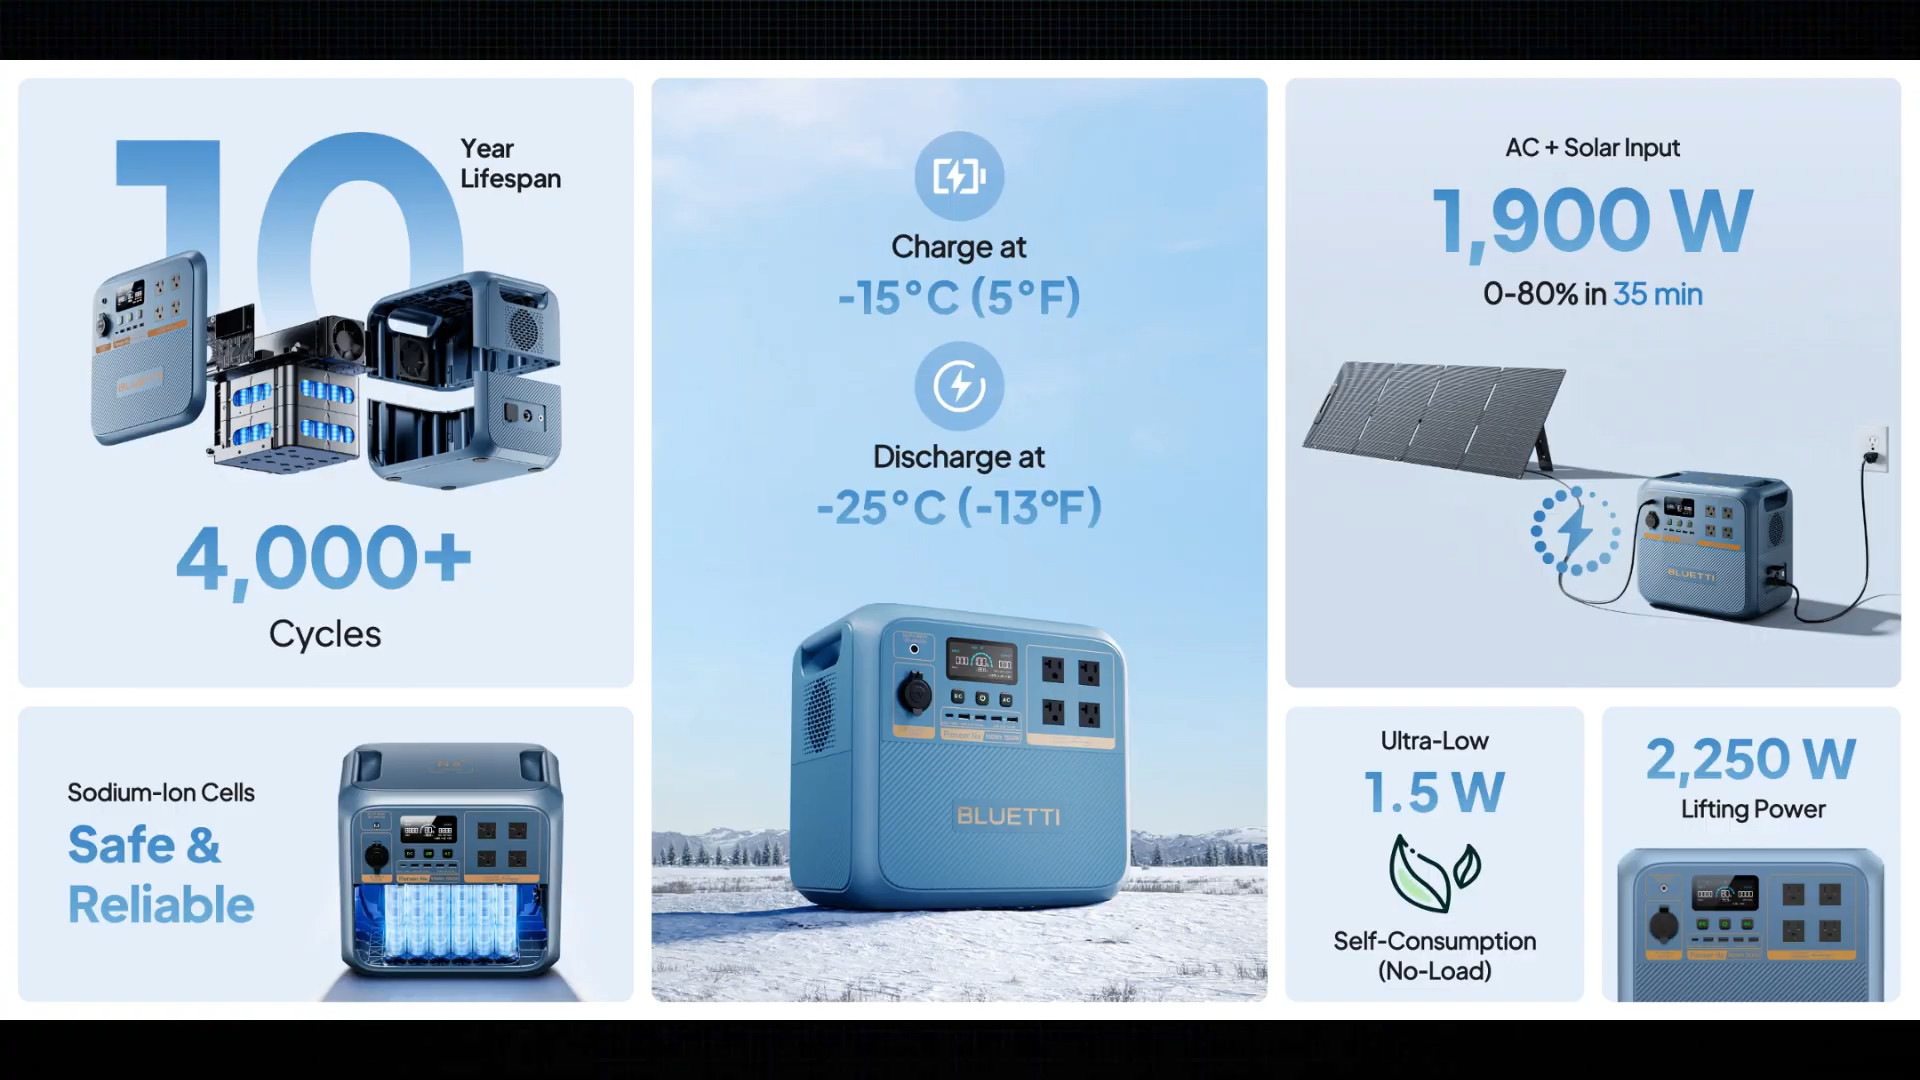 10
Year
Lifespan
BLUETTI
4,000+
Cycles
Sodium-Ion Cells
Safe &
Reliable
Charge at
-15°C (5°F)
Discharge at
-25°C (-13°F)
BLUETTI
AC + Solar Input
1,900 W
0-80% in 35 min
BLUETTI
Ultra-Low
1.5 W
Self-Consumption
(No-Load)
2,250 W
Lifting Power